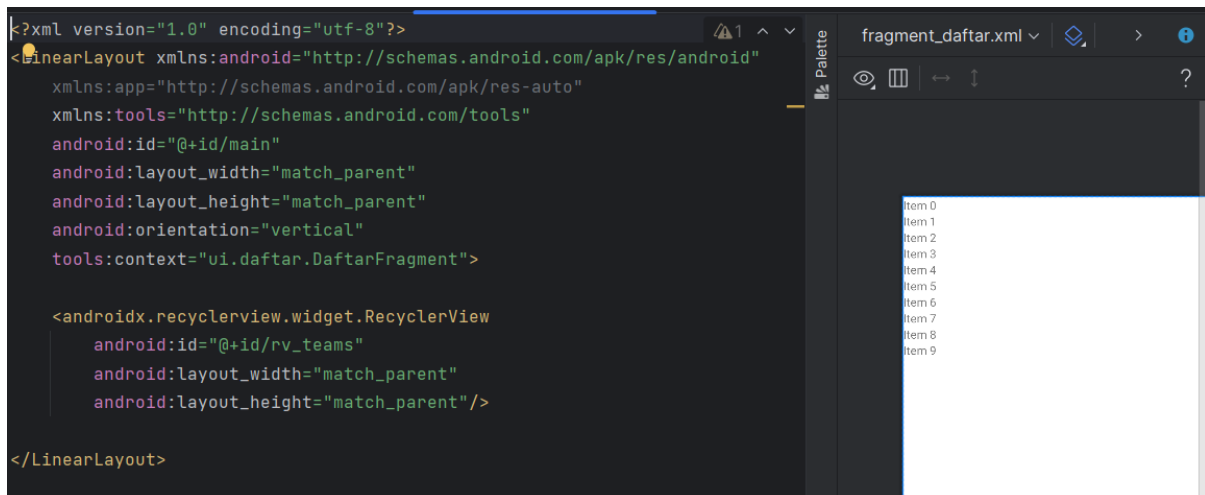 <?xml version="1.0" encoding="utf-8"?>
<LinearLayout xmlns:android="http://schemas.android.com/apk/res/android"
xmlns:app="http://schemas.android.com/apk/res-auto"
xmlns:tools="http://schemas.android.com/tools"
android:id="@+id/main"
android:layout_width="match_parent"
android:layout_height="match_parent"
android:orientation="vertical"
tools:context="ui.daftar.DaftarFragment">
<androidx.recyclerview.widget.RecyclerView
android:id="@+id/rv_teams"
android:layout_width="match_parent"
android:layout_height="match_parent"/>
</LinearLayout>
1
Palette
fragment_daftar.xml
?
Item 0
Item 1
Item 2
Item 3
Item 4
Item 5
Item 6
Item 7
Item 8
Item 9